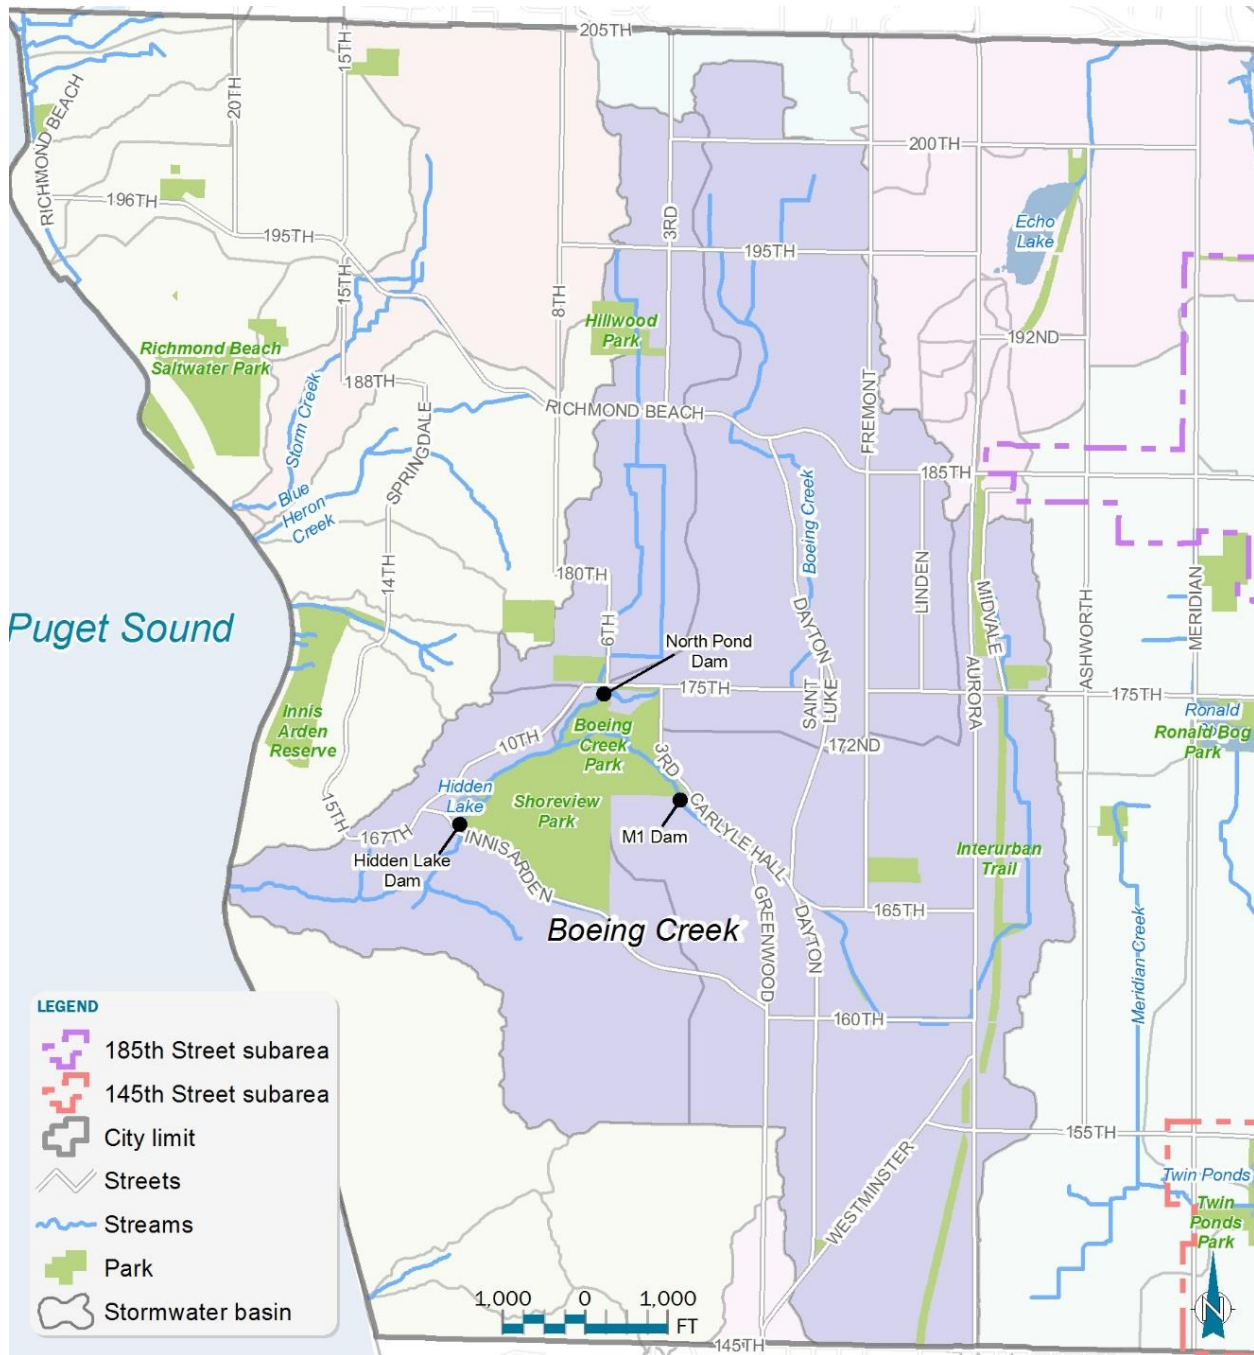 205TH
15TH
20TH
RICHMOND BEACH
200TH
196TH
3RD
Echo
Lake
195TH
195TH
15TH
8TH
Hillwood
Park
192ND
Richmond Beach
Saltwater Park
188TH
Storm Creek
SPRINGDALE
RICHMOND BEACH
FREMONT
185TH
Blue
Heron
Creek
Boeing Creek
14TH
180TH
LINDEN
MIDVALE
ASHWORTH
MERIDIAN
Puget Sound
6TH
DAYTON
North Pond
Dam
175TH
SAINT
LUKE
AURORA
175TH
Innis
Arden
Reserve
10TH
Boeing
Creek
Park
3RD
172ND
Ronald
Ronald Bog
Park
Hidden
Lake
Shoreview
Park
CARLYLE HALL
15TH
167TH
INNIS ARDEN
M1 Dam
Hidden Lake
Dam
Interurban
Trail
GREENWOOD
DAYTON
165TH
Boeing Creek
Meridian Creek
160TH
155TH
WESTMINSTER
Twin Ponds
Twin
Ponds
Park
145TH
LEGEND
185th Street subarea
145th Street subarea
City limit
Streets
Streams
Park
Stormwater basin
1,000 0 1,000
FT
N